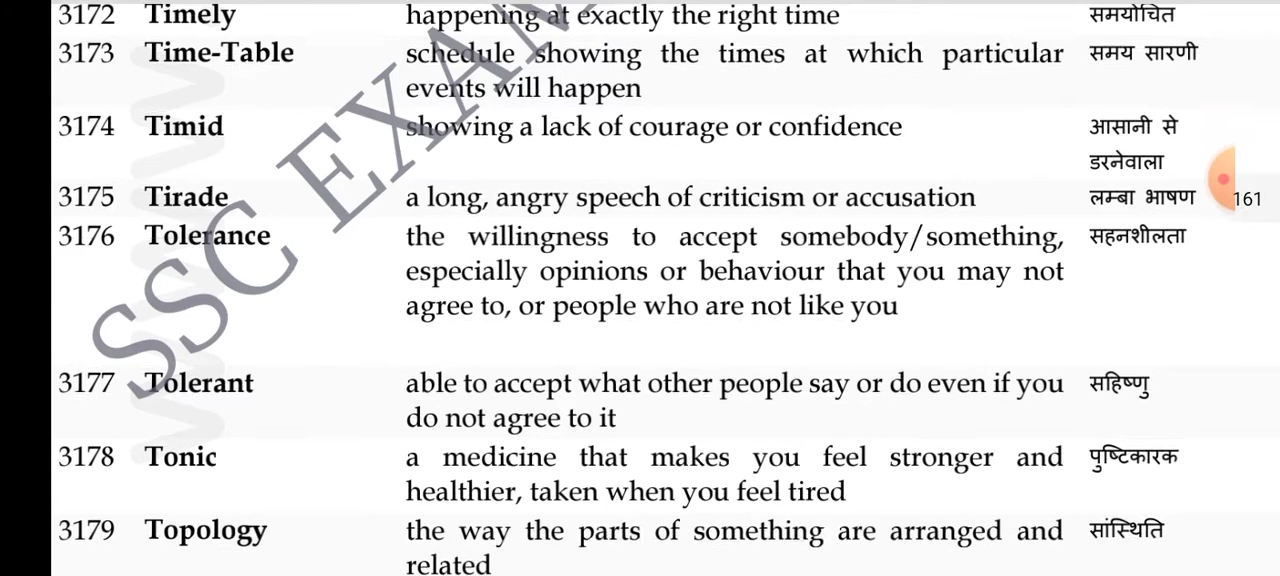 3172 Timely happening at exactly the right time समयोचित
3173 Time-Table schedule showing the times at which particular समय सारणी
events will happen
3174 Timid showing a lack of courage or confidence आसानी से
डरनेवाला
3175 Tirade a long, angry speech of criticism or accusation लम्बा भाषण 161
3176 Tolerance the willingness to accept somebody/something, सहनशीलता
especially opinions or behaviour that you may not
agree to, or people who are not like you
3177 Tolerant able to accept what other people say or do even if you सहिष्णु
do not agree to it
3178 Tonic a medicine that makes you feel stronger and पुष्टिकारक
healthier, taken when you feel tired
3179 Topology the way the parts of something are arranged and सांस्थिति
related
SSC EXAM